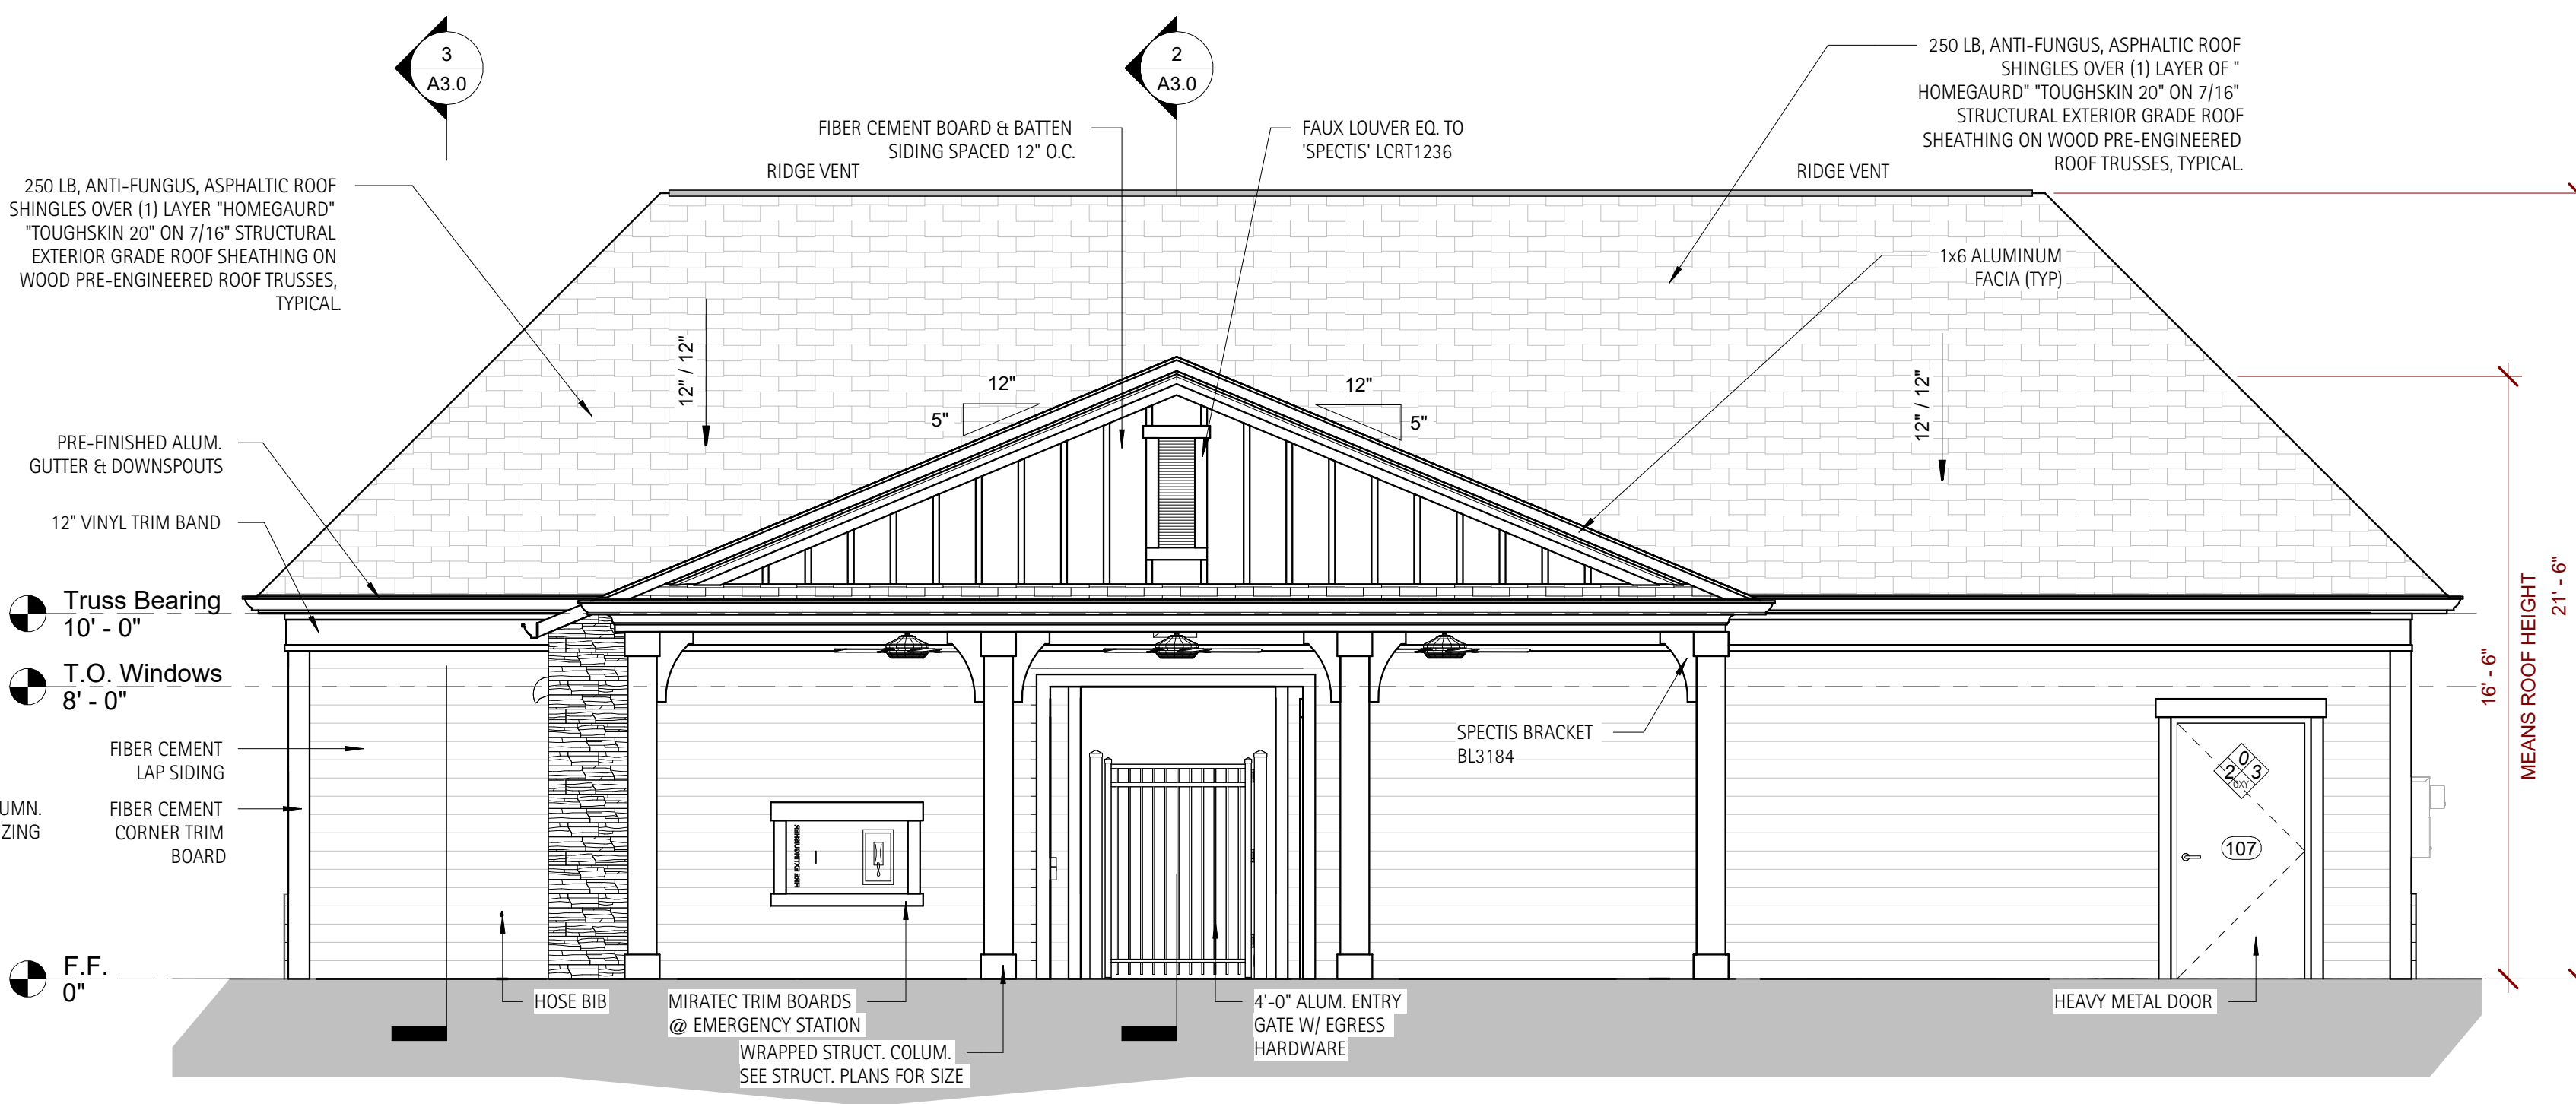 3
A3.0
2
A3.0
250 LB, ANTI-FUNGUS, ASPHALTIC ROOF
SHINGLES OVER (1) LAYER OF "
HOMEGAURD" "TOUGHSKIN 20" ON 7/16"
STRUCTURAL EXTERIOR GRADE ROOF
SHEATHING ON WOOD PRE-ENGINEERED
ROOF TRUSSES, TYPICAL.
FIBER CEMENT BOARD & BATTEN
SIDING SPACED 12" O.C.
FAUX LOUVER EQ. TO
'SPECTIS' LCRT1236
RIDGE VENT
RIDGE VENT
250 LB, ANTI-FUNGUS, ASPHALTIC ROOF
SHINGLES OVER (1) LAYER "HOMEGAURD"
"TOUGHSKIN 20" ON 7/16" STRUCTURAL
EXTERIOR GRADE ROOF SHEATHING ON
WOOD PRE-ENGINEERED ROOF TRUSSES,
TYPICAL.
1x6 ALUMINUM
FACIA (TYP)
12" / 12"
12"
5"
12"
5"
12" / 12"
PRE-FINISHED ALUM.
GUTTER & DOWNSPOUTS
12" VINYL TRIM BAND
Truss Bearing
10' - 0"
T.O. Windows
8' - 0"
FIBER CEMENT
LAP SIDING
UMN.
ZING
FIBER CEMENT
CORNER TRIM
BOARD
F.F.
0"
SPECTIS BRACKET
BL3184
FIRE EXTINGUISHER
0
2
3
OXY
107
16' - 6"
MEANS ROOF HEIGHT
21' - 6"
HOSE BIB
MIRATEC TRIM BOARDS
@ EMERGENCY STATION
WRAPPED STRUCT. COLUM.
SEE STRUCT. PLANS FOR SIZE
4'-0" ALUM. ENTRY
GATE W/ EGRESS
HARDWARE
HEAVY METAL DOOR